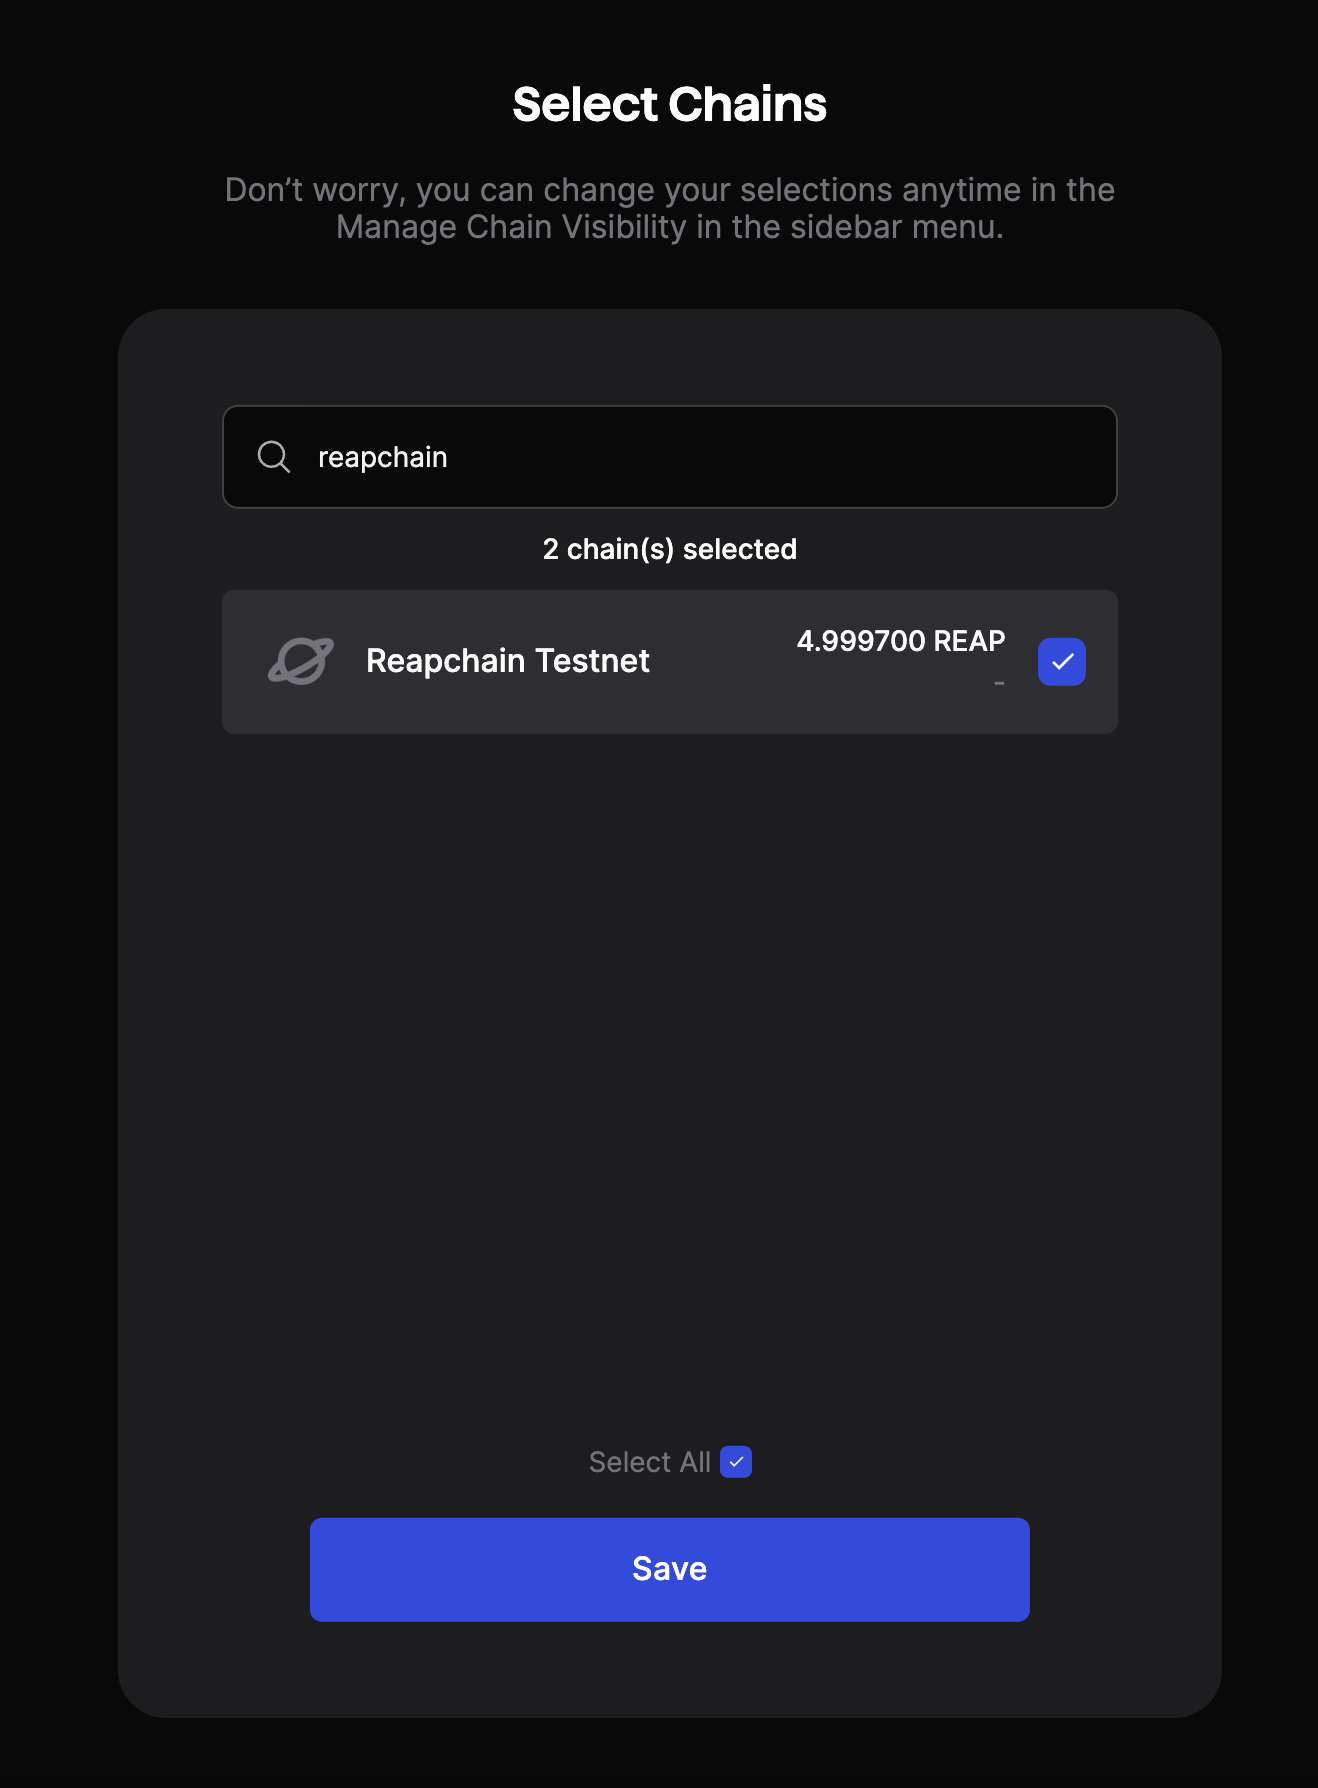 Select Chains
Don’t worry, you can change your selections anytime in the
Manage Chain Visibility in the sidebar menu.
reapchain
2 chain(s) selected
Reapchain Testnet
4.999700 REAP
-
Select All
Save